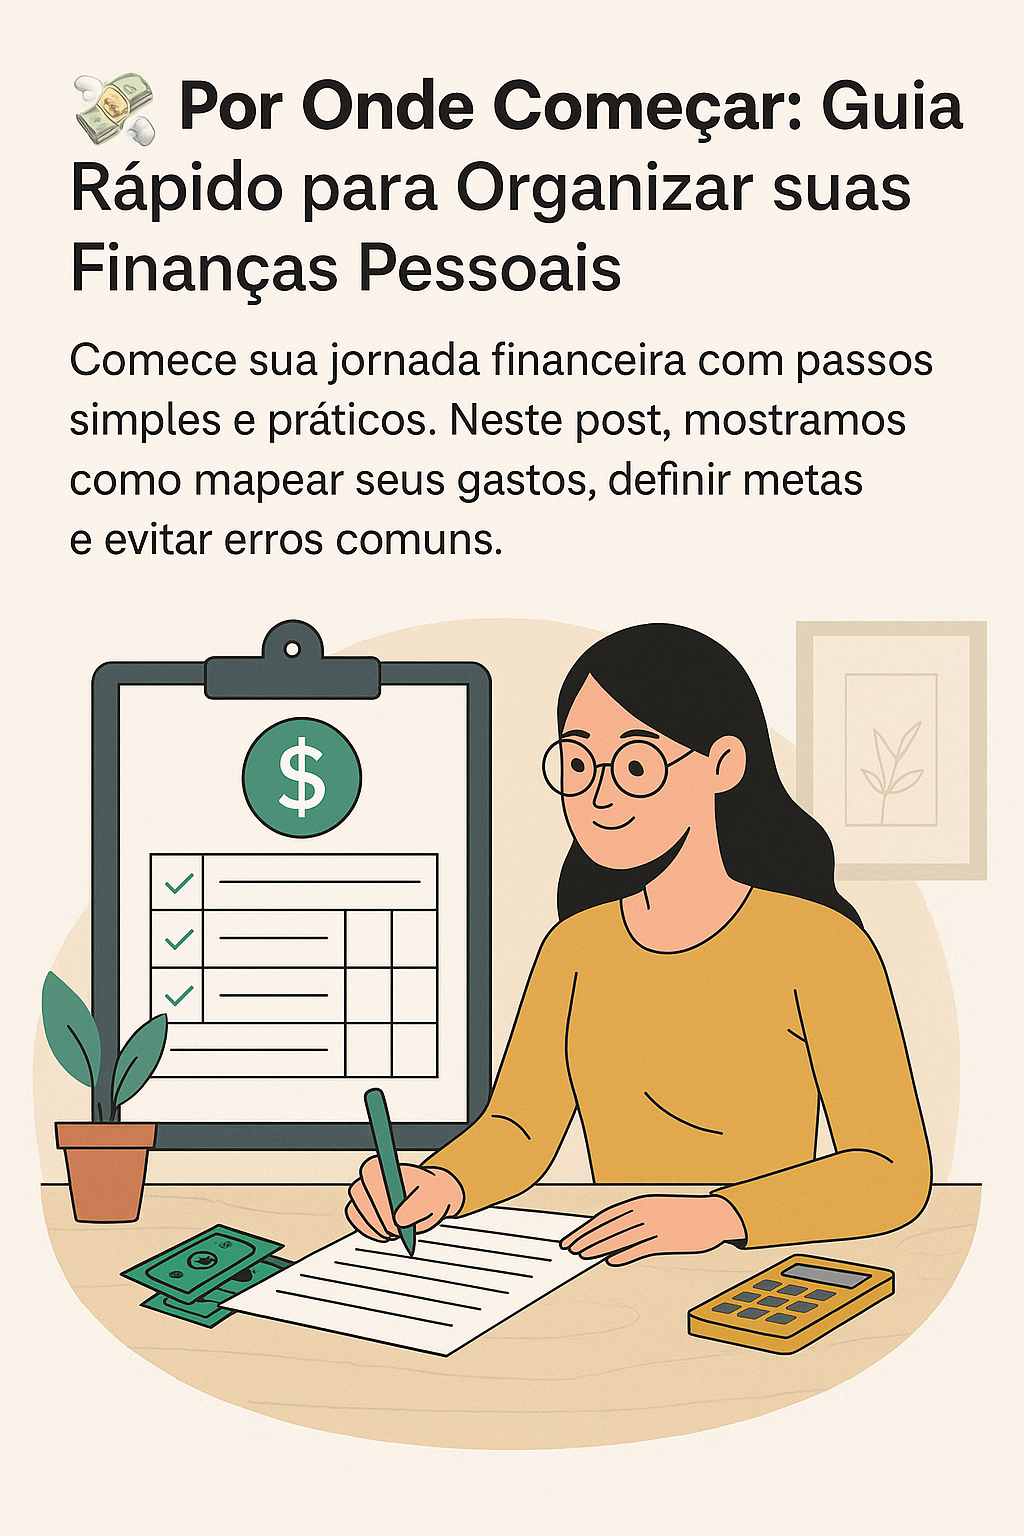 💸 Por Onde Começar: Guia
Rápido para Organizar suas
Finanças Pessoais
Comece sua jornada financeira com passos
simples e práticos. Neste post, mostramos
como mapear seus gastos, definir metas
e evitar erros comuns.
$